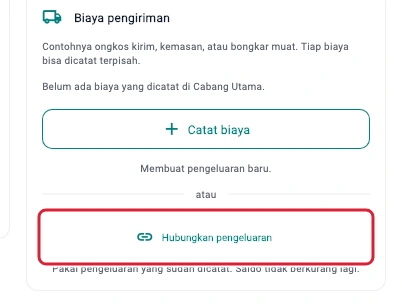 Biaya pengiriman
Contohnya ongkos kirim, kemasan, atau bongkar muat. Tiap biaya
bisa dicatat terpisah.
Belum ada biaya yang dicatat di Cabang Utama.
Catat biaya
Membuat pengeluaran baru.
atau
Hubungkan pengeluaran
Pakai pengeluaran yang sudah dicatat. Saldo tidak berkurang lagi.